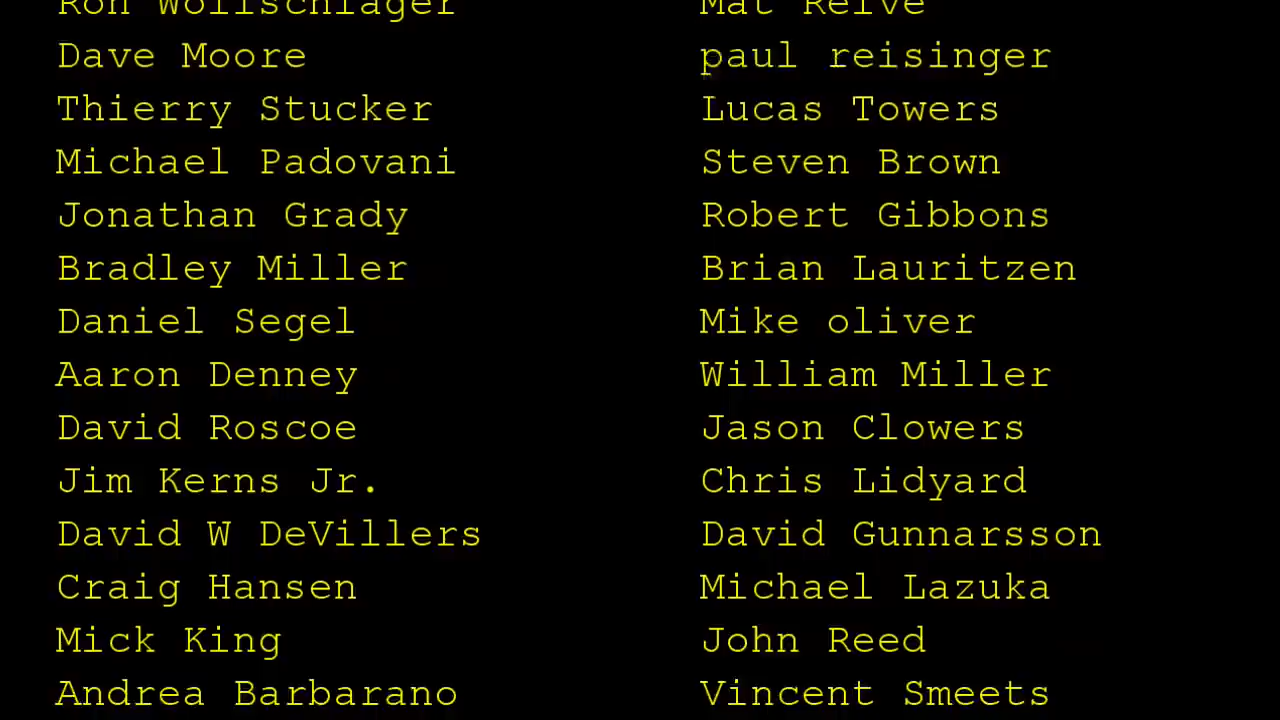 Ron
Dave Moore
Thierry Stucker
Michael Padovani
Jonathan Grady
Bradley Miller
Daniel Segel
Aaron Denney
David Roscoe
Jim Kerns Jr.
David W DeVillers
Craig Hansen
Mick King
Andrea Barbarano
Mat
paul reisinger
Lucas Towers
Steven Brown
Robert Gibbons
Brian Lauritzen
Mike oliver
William Miller
Jason Clowers
Chris Lidyard
David Gunnarsson
Michael Lazuka
John Reed
Vincent Smeets